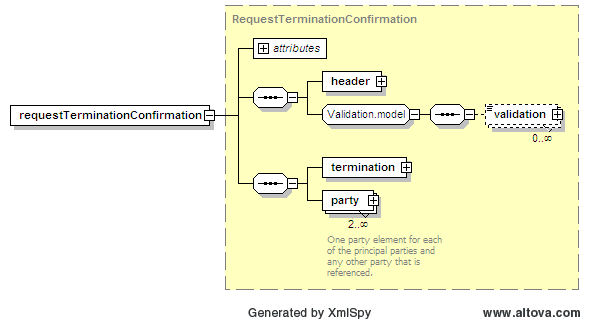 RequestTerminationConfirmation
attributes
header
requestTerminationConfirmation
Validation.model
validation
0..∞
termination
party
2..∞
One party element for each
of the principal parties and
any other party that is
referenced.
Generated by XmlSpy
www.altova.com